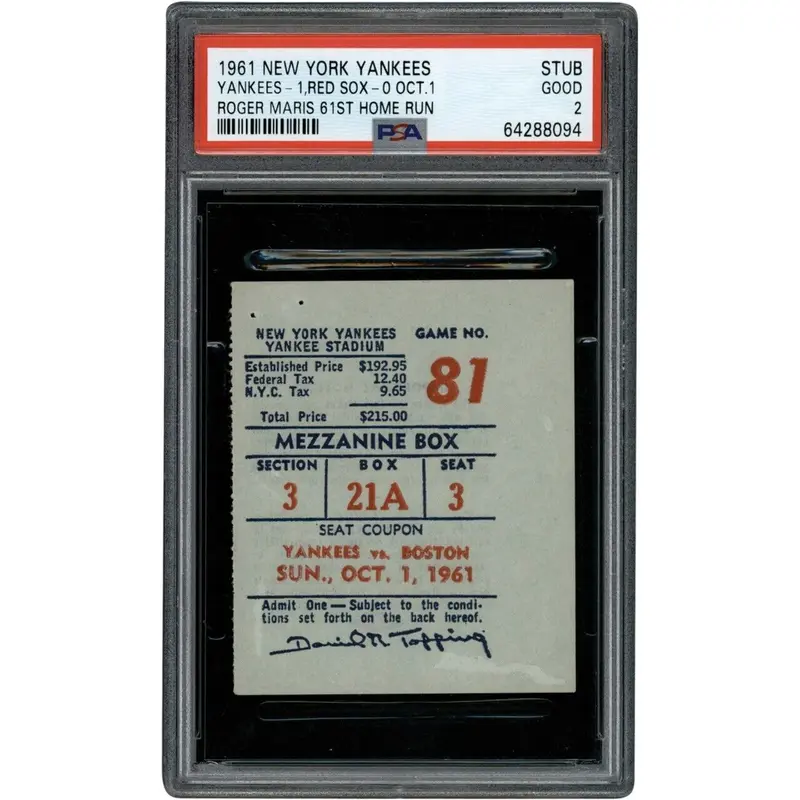 1961 NEW YORK YANKEES STUB
YANKEES - 1,RED SOX - 0 OCT.1 GOOD
ROGER MARIS 61ST HOME RUN 2
PSA 64288094
NEW YORK YANKEES GAME NO.
YANKEE STADIUM
81
Established Price $192.95
Federal Tax 12.40
N.Y.C. Tax 9.65
Total Price $215.00
MEZZANINE BOX
SECTION BOX SEAT
3 21A 3
SEAT COUPON
YANKEES vs. BOSTON
SUN., OCT. 1, 1961
Admit One — Subject to the condi-
tions set forth on the back hereof.
Daniel R. Topping